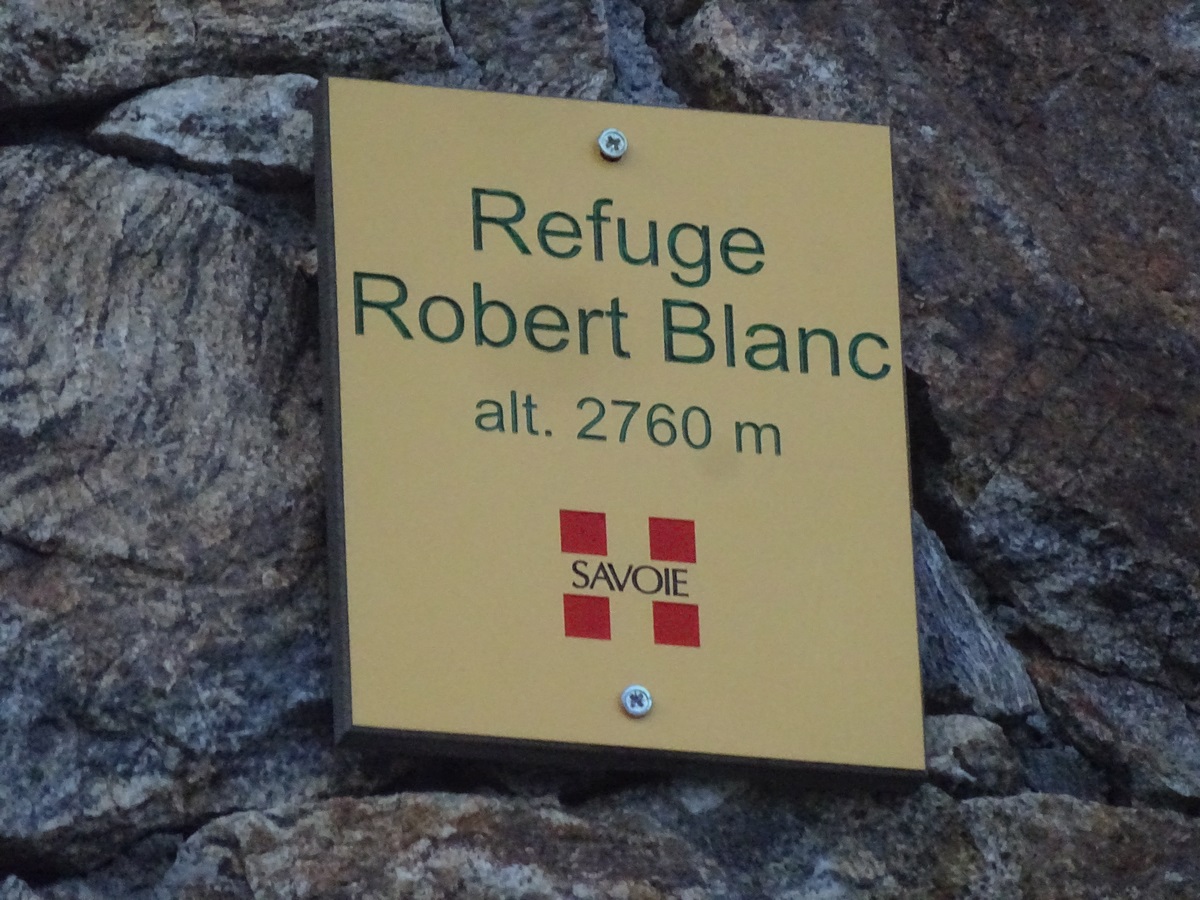 Refuge
Robert Blanc
alt. 2760 m
SAVOIE